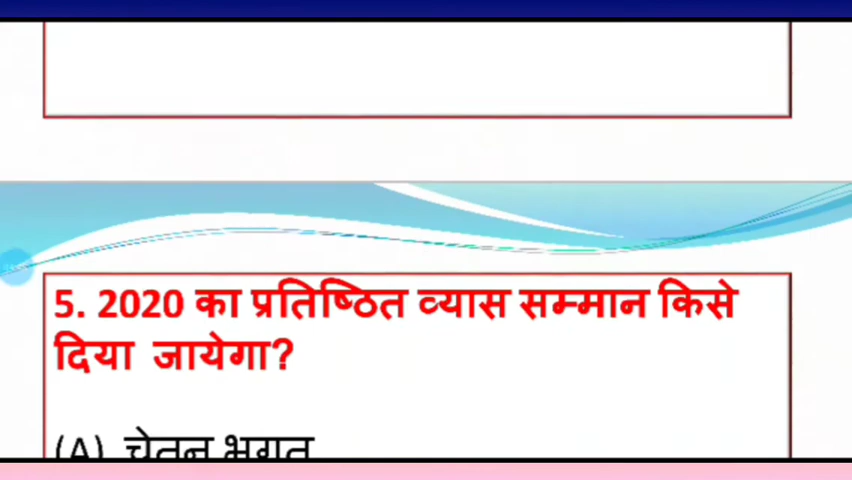 5. 2020 का प्रतिष्ठित व्यास सम्मान किसे
दिया जायेगा?
(A) चेतन भगत